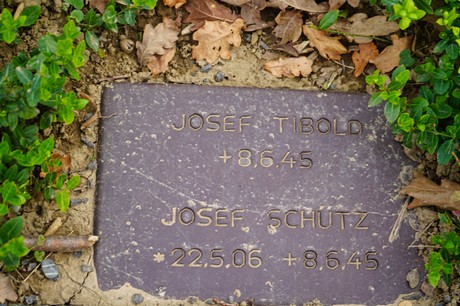 JOSEF TIBOLD
+8.6.45
JOSEF SCHÜTZ
*22.5.06 +8.6.45